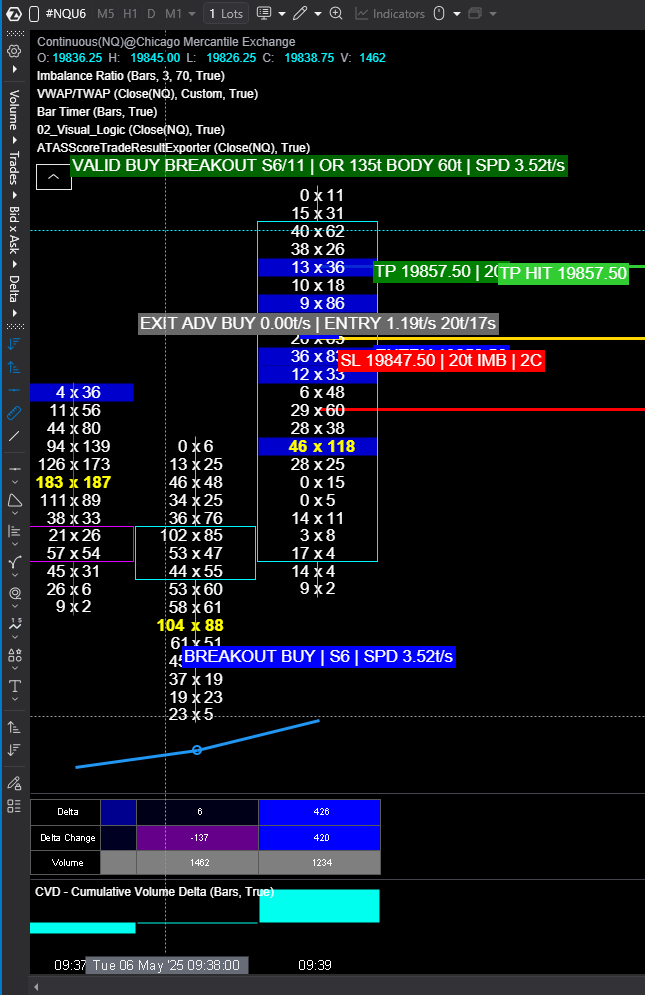 #NQU6 M5 H1 D M1 1 Lots Indicators
Continuous(NQ)@Chicago Mercantile Exchange
O: 19836.25 H: 19845.00 L: 19826.25 C: 19838.75 V: 1462
Imbalance Ratio (Bars, 3, 70, True)
VWAP/TWAP (Close(NQ), Custom, True)
Bar Timer (Bars, True)
02_Visual_Logic (Close(NQ), True)
ATASScoreTradeResultExporter (Close(NQ), True)
Volume
Trades
Bid x Ask
Delta
VALID BUY BREAKOUT S6/11 | OR 135t BODY 60t | SPD 3.52t/s
0 x 11
15 x 31
40 x 62
38 x 26
13 x 36
TP 19857.50 | 20
TP HIT 19857.50
10 x 18
9 x 86
EXIT ADV BUY 0.00t/s | ENTRY 1.19t/s 20t/17s
SL 19847.50 | 20t IMB | 2C
12 x 33
6 x 48
29 x 60
28 x 38
46 x 118
28 x 25
0 x 15
0 x 5
14 x 11
3 x 8
17 x 4
14 x 4
9 x 2
4 x 36
11 x 56
44 x 80
94 x 139
126 x 173
183 x 187
111 x 89
38 x 33
21 x 26
57 x 54
45 x 31
26 x 6
9 x 2
0 x 6
13 x 25
46 x 48
34 x 25
36 x 76
102 x 85
53 x 47
44 x 55
53 x 60
58 x 61
104 x 88
61 x 51
BREAKOUT BUY | S6 | SPD 3.52t/s
37 x 19
19 x 23
23 x 5
Delta 6 426
Delta Change -137 420
Volume 1462 1234
CVD - Cumulative Volume Delta (Bars, True)
09:37 Tue 06 May '25 09:38:00 09:39